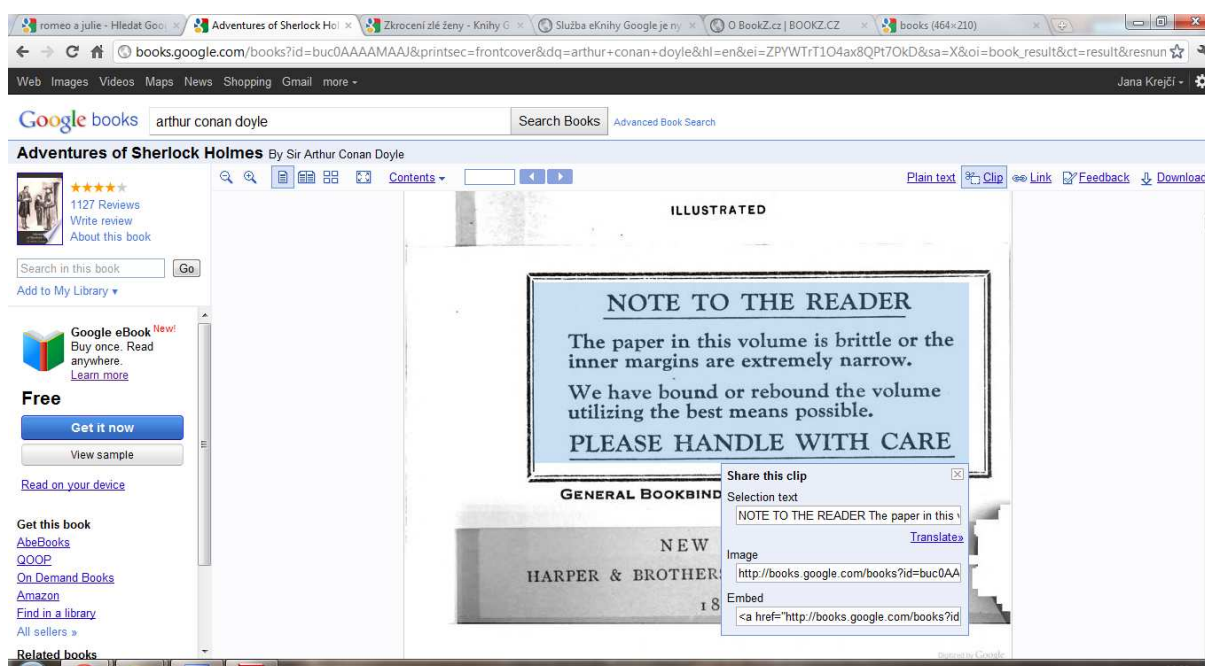 romeo a julie - Hledat Goo
Adventures of Sherlock Hol
Zkrocení zlé ženy - Knihy G
Služba eKnihy Google je ny
O BookZ.cz | BOOKZ.CZ
books (464×210)
books.google.com/books?id=buc0AAAAMAAJ&printsec=frontcover&dq=arthur+conan+doyle&hl=en&ei=ZPYWTrT1O4ax8QPt7OkD&sa=X&oi=book_result&ct=result&resnun
Web Images Videos Maps News Shopping Gmail more
Jana Krejčí
Google books
arthur conan doyle
Search Books
Advanced Book Search
Adventures of Sherlock Holmes By Sir Arthur Conan Doyle
Contents
Plain text Clip Link Feedback Download
1127 Reviews
Write review
About this book
Search in this book Go
Add to My Library
Google eBook New!
Buy once. Read
anywhere.
Learn more
Free
Get it now
View sample
Read on your device
Get this book
AbeBooks
QOOP
On Demand Books
Amazon
Find in a library
All sellers »
Related books
ILLUSTRATED
NOTE TO THE READER
The paper in this volume is brittle or the
inner margins are extremely narrow.
We have bound or rebound the volume
utilizing the best means possible.
PLEASE HANDLE WITH CARE
GENERAL BOOKBIND
NEW
HARPER & BROTHER
18
Share this clip
Selection text
NOTE TO THE READER The paper in this
Translate»
Image
http://books.google.com/books?id=buc0AA
Embed
<a href="http://books.google.com/books?id
Digitized by Google